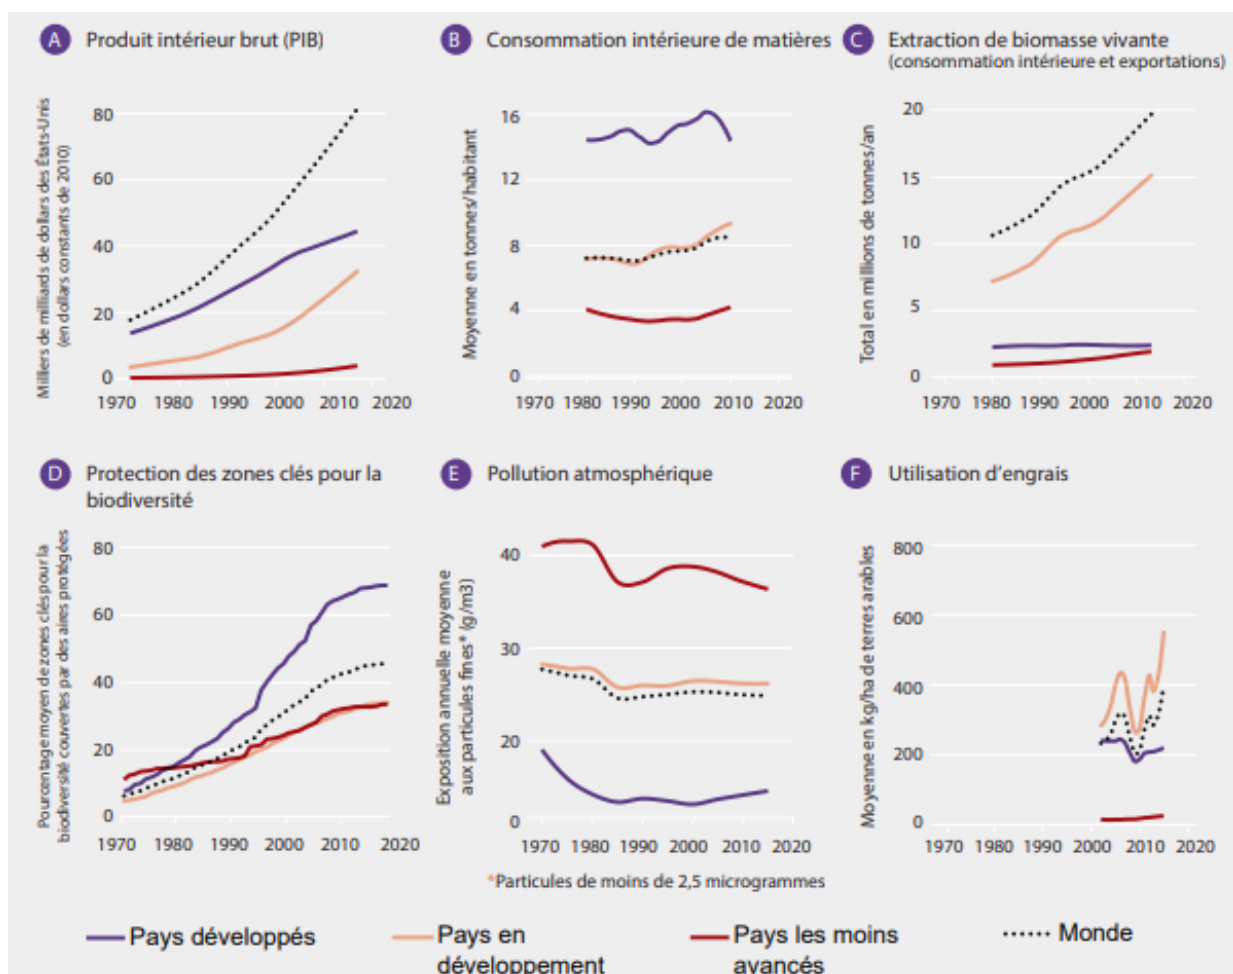 A Produit intérieur brut (PIB)
Milliers de milliards de dollars des États-Unis
(en dollars constants de 2010)
80
60
40
20
0
1970 1980 1990 2000 2010 2020
B Consommation intérieure de matières
Moyenne en tonnes/habitant
16
12
8
4
0
1970 1980 1990 2000 2010 2020
C Extraction de biomasse vivante
(consommation intérieure et exportations)
Total en millions de tonnes/an
20
15
10
5
0
1970 1980 1990 2000 2010 2020
D Protection des zones clés pour la
biodiversité
Pourcentage moyen de zones clés pour la
biodiversité couvertes par des aires protégées
80
60
40
20
0
1970 1980 1990 2000 2010 2020
E Pollution atmosphérique
Exposition annuelle moyenne
aux particules fines* (g/m3)
40
30
20
0
1970 1980 1990 2000 2010 2020
*Particules de moins de 2,5 microgrammes
F Utilisation d'engrais
Moyenne en kg/ha de terres arables
800
600
400
200
0
1970 1980 1990 2000 2010 2020
Pays développés
Pays en
développement
Pays les moins
avancés
Monde